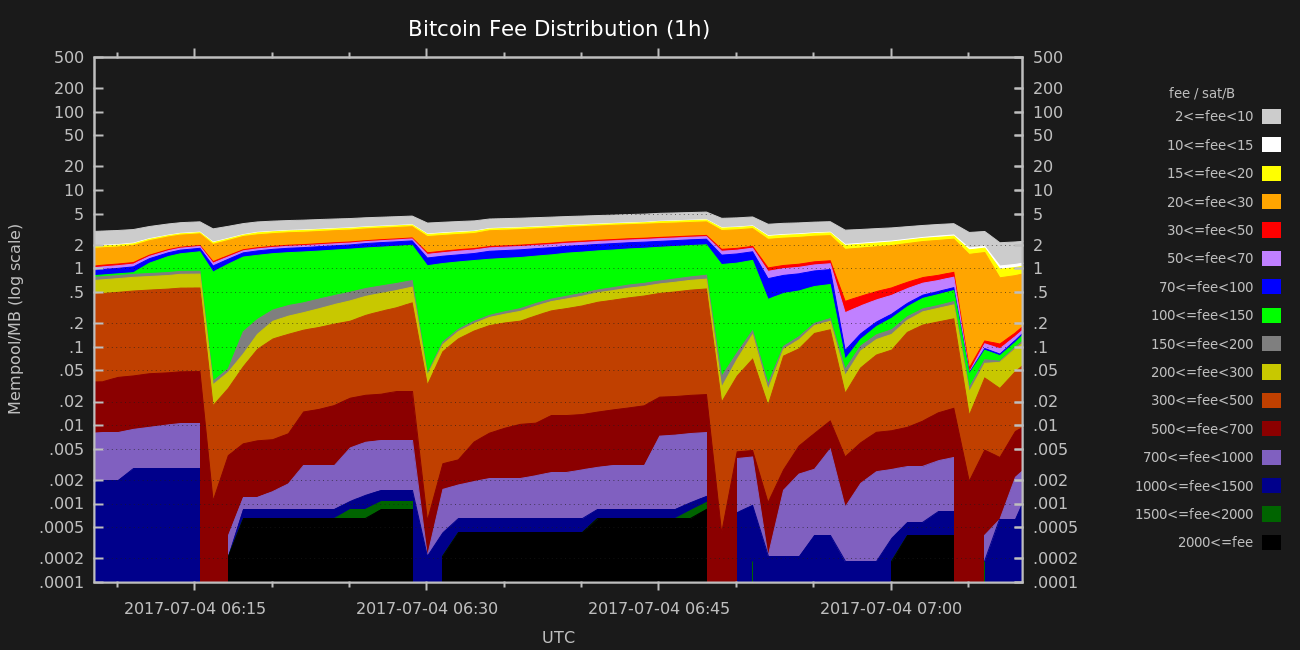 Bitcoin Fee Distribution (1h)
500
200
100
50
20
10
5
2
1
.5
.2
.1
.05
.02
.01
.005
.002
.001
.0005
.0002
.0001
Mempool/MB (log scale)
500
200
100
50
20
10
5
2
1
.5
.2
.1
.05
.02
.01
.005
.002
.001
.0005
.0002
.0001
2017-07-04 06:15
2017-07-04 06:30
2017-07-04 06:45
2017-07-04 07:00
UTC
fee / sat/B
2<=fee<10
10<=fee<15
15<=fee<20
20<=fee<30
30<=fee<50
50<=fee<70
70<=fee<100
100<=fee<150
150<=fee<200
200<=fee<300
300<=fee<500
500<=fee<700
700<=fee<1000
1000<=fee<1500
1500<=fee<2000
2000<=fee